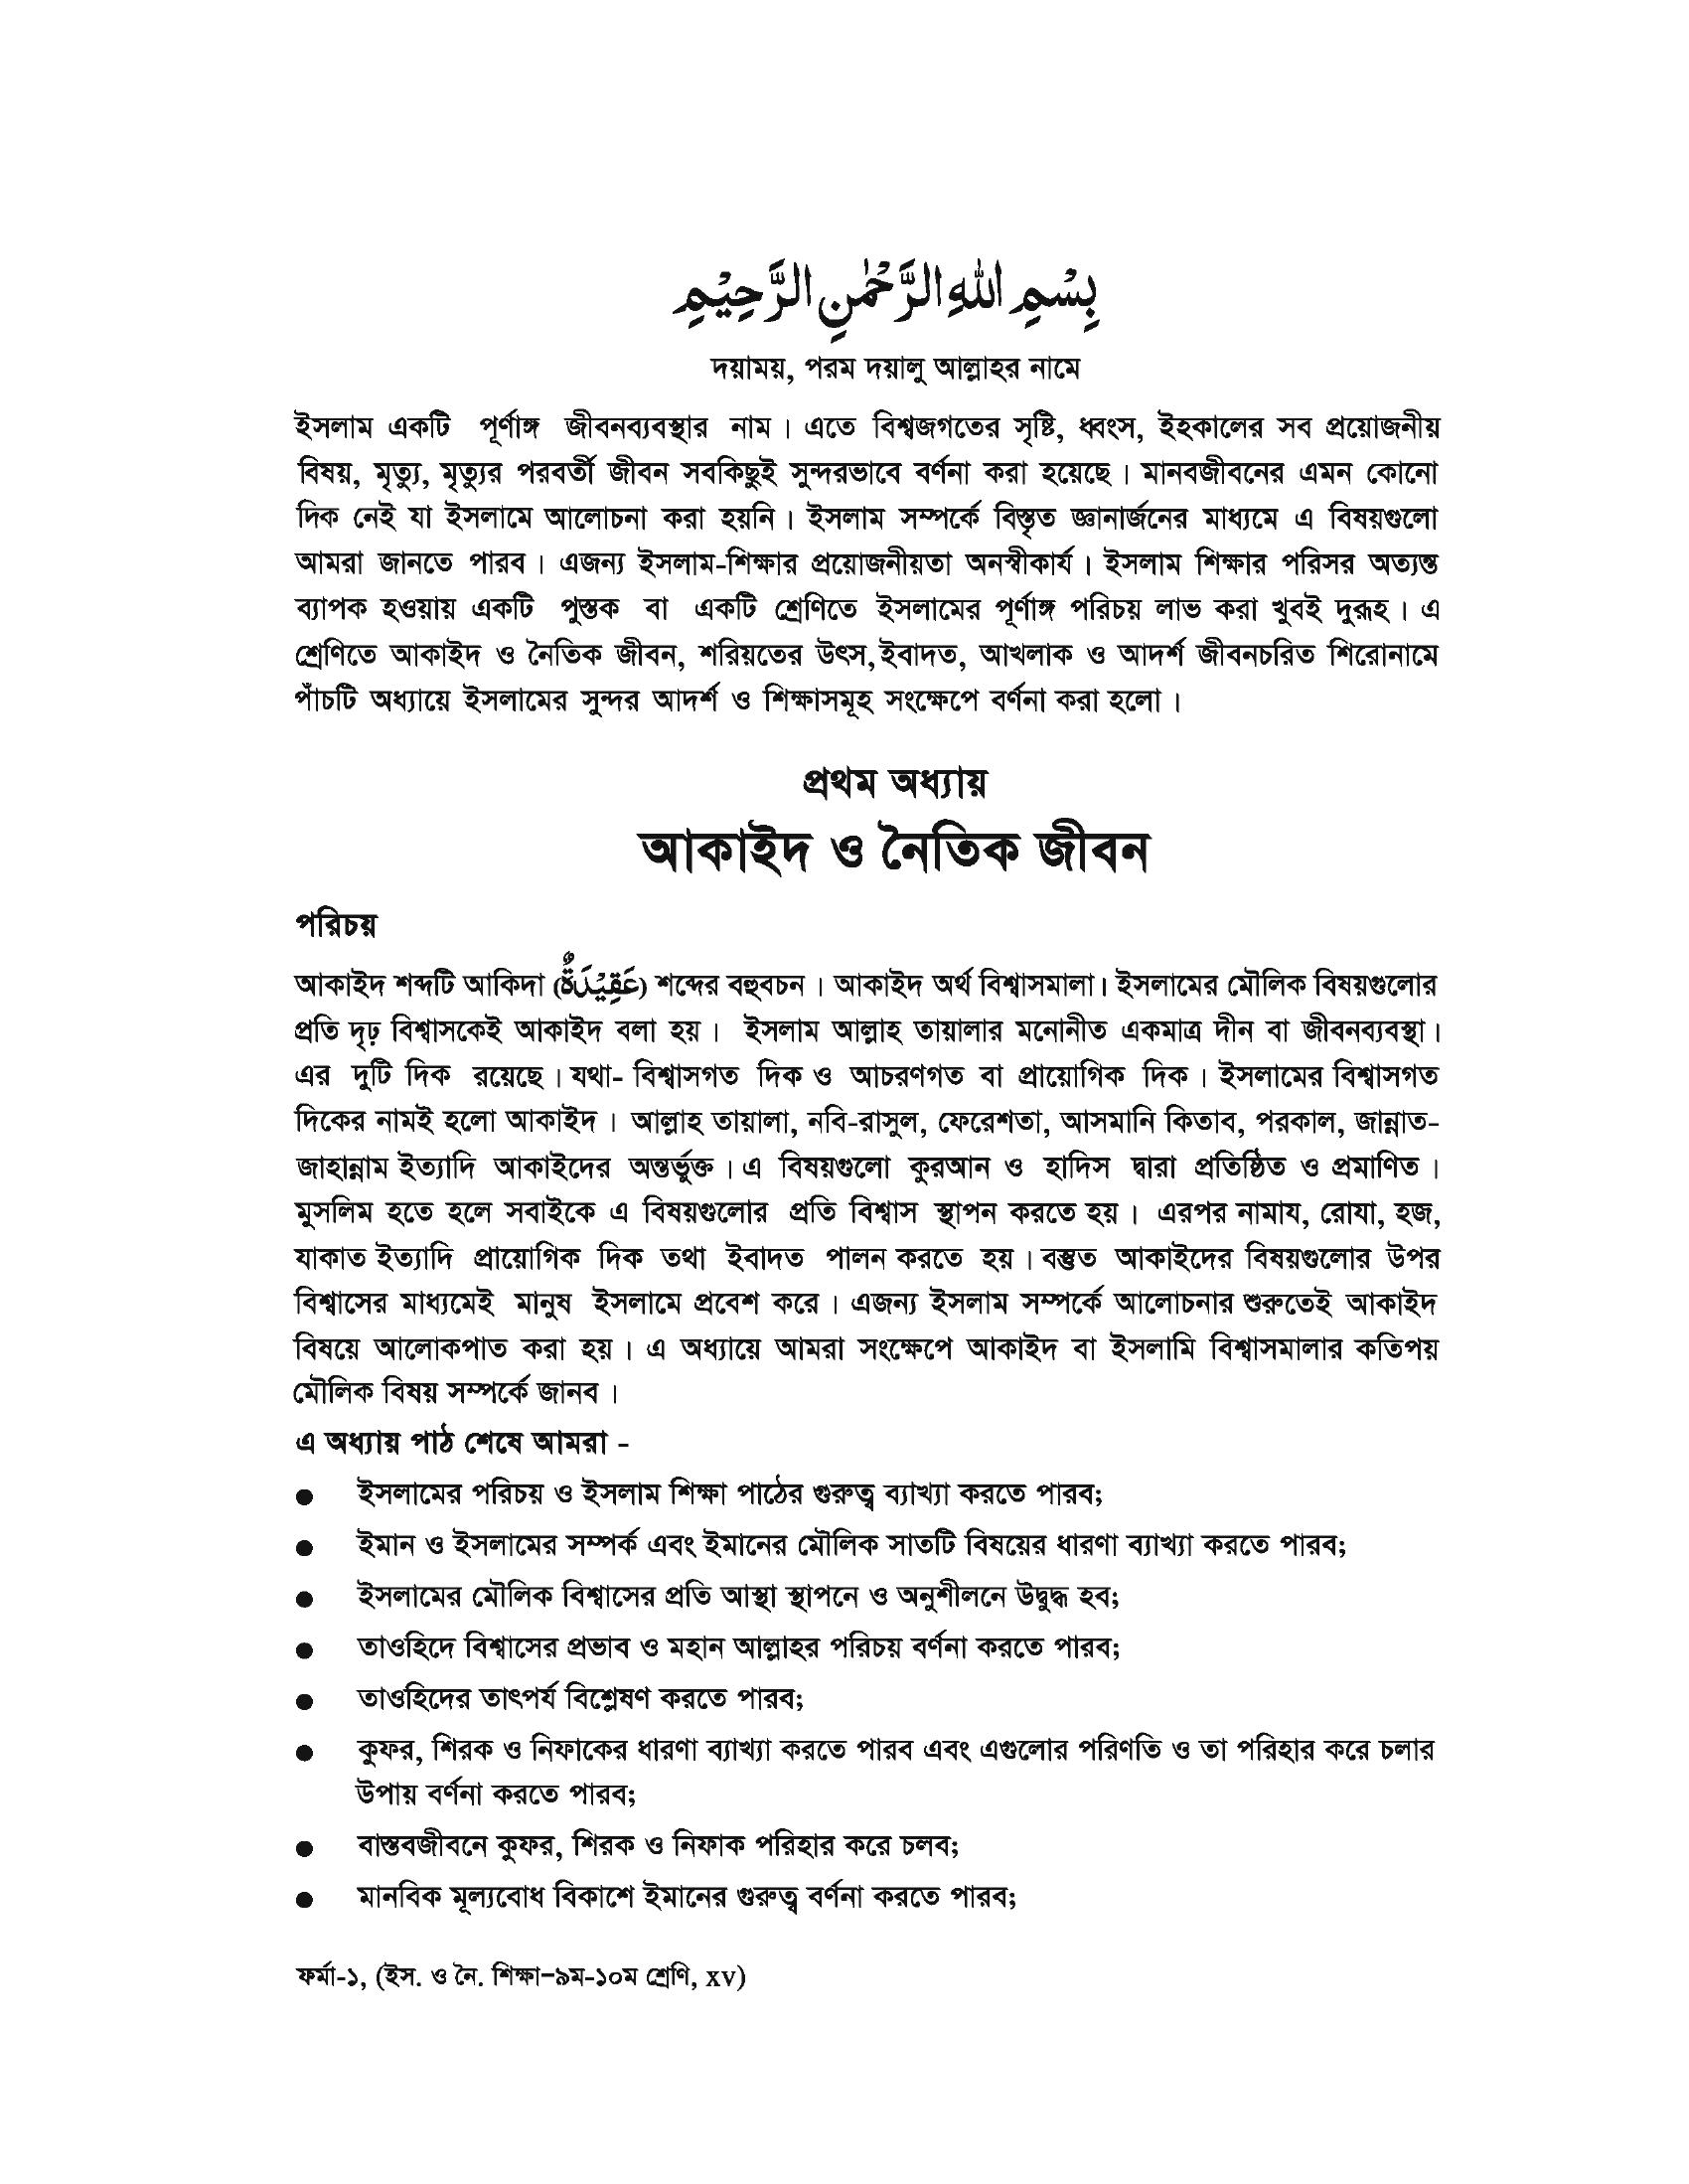 بِسْمِ اللهِ الرَّحْمٰنِ الرَّحِيْمِ
দয়াময়, পরম দয়ালু আল্লাহর নামে
ইসলাম একটি পূর্ণাঙ্গ জীবনব্যবস্থার নাম। এতে বিশ্বজগতের সৃষ্টি, ধ্বংস, ইহকালের সব প্রয়োজনীয়
বিষয়, মৃত্যু, মৃত্যুর পরবর্তী জীবন সবকিছুই সুন্দরভাবে বর্ণনা করা হয়েছে। মানবজীবনের এমন কোনো
দিক নেই যা ইসলামে আলোচনা করা হয়নি। ইসলাম সম্পর্কে বিস্তৃত জ্ঞানার্জনের মাধ্যমে এ বিষয়গুলো
আমরা জানতে পারব। এজন্য ইসলাম-শিক্ষার প্রয়োজনীয়তা অনস্বীকার্য। ইসলাম শিক্ষার পরিসর অত্যন্ত
ব্যাপক হওয়ায় একটি পুস্তক বা একটি শ্রেণিতে ইসলামের পূর্ণাঙ্গ পরিচয় লাভ করা খুবই দুরূহ। এ
শ্রেণিতে আকাইদ ও নৈতিক জীবন, শরিয়তের উৎস, ইবাদত, আখলাক ও আদর্শ জীবনচরিত শিরোনামে
পাঁচটি অধ্যায়ে ইসলামের সুন্দর আদর্শ ও শিক্ষাসমূহ সংক্ষেপে বর্ণনা করা হলো।
প্রথম অধ্যায়
আকাইদ ও নৈতিক জীবন
পরিচয়
আকাইদ শব্দটি আকিদা (عَقِيْدَةٌ) শব্দের বহুবচন। আকাইদ অর্থ বিশ্বাসমালা। ইসলামের মৌলিক বিষয়গুলোর
প্রতি দৃঢ় বিশ্বাসকেই আকাইদ বলা হয়। ইসলাম আল্লাহ তায়ালার মনোনীত একমাত্র দীন বা জীবনব্যবস্থা।
এর দুটি দিক রয়েছে। যথা- বিশ্বাসগত দিক ও আচরণগত বা প্রায়োগিক দিক। ইসলামের বিশ্বাসগত
দিকের নামই হলো আকাইদ। আল্লাহ তায়ালা, নবি-রাসুল, ফেরেশতা, আসমানি কিতাব, পরকাল, জান্নাত-
জাহান্নাম ইত্যাদি আকাইদের অন্তর্ভুক্ত। এ বিষয়গুলো কুরআন ও হাদিস দ্বারা প্রতিষ্ঠিত ও প্রমাণিত।
মুসলিম হতে হলে সবাইকে এ বিষয়গুলোর প্রতি বিশ্বাস স্থাপন করতে হয়। এরপর নামায, রোযা, হজ,
যাকাত ইত্যাদি প্রায়োগিক দিক তথা ইবাদত পালন করতে হয়। বস্তুত আকাইদের বিষয়গুলোর উপর
বিশ্বাসের মাধ্যমেই মানুষ ইসলামে প্রবেশ করে। এজন্য ইসলাম সম্পর্কে আলোচনার শুরুতেই আকাইদ
বিষয়ে আলোকপাত করা হয়। এ অধ্যায়ে আমরা সংক্ষেপে আকাইদ বা ইসলামি বিশ্বাসমালার কতিপয়
মৌলিক বিষয় সম্পর্কে জানব।
এ অধ্যায় পাঠ শেষে আমরা -
● ইসলামের পরিচয় ও ইসলাম শিক্ষা পাঠের গুরুত্ব ব্যাখ্যা করতে পারব;
● ইমান ও ইসলামের সম্পর্ক এবং ইমানের মৌলিক সাতটি বিষয়ের ধারণা ব্যাখ্যা করতে পারব;
● ইসলামের মৌলিক বিশ্বাসের প্রতি আস্থা স্থাপনে ও অনুশীলনে উদ্বুদ্ধ হব;
● তাওহিদে বিশ্বাসের প্রভাব ও মহান আল্লাহর পরিচয় বর্ণনা করতে পারব;
● তাওহিদের তাৎপর্য বিশ্লেষণ করতে পারব;
● কুফর, শিরক ও নিফাকের ধারণা ব্যাখ্যা করতে পারব এবং এগুলোর পরিণতি ও তা পরিহার করে চলার
উপায় বর্ণনা করতে পারব;
● বাস্তবজীবনে কুফর, শিরক ও নিফাক পরিহার করে চলব;
● মানবিক মূল্যবোধ বিকাশে ইমানের গুরুত্ব বর্ণনা করতে পারব;
ফর্মা-১, (ইস. ও নৈ. শিক্ষা-৯ম-১০ম শ্রেণি, xv)